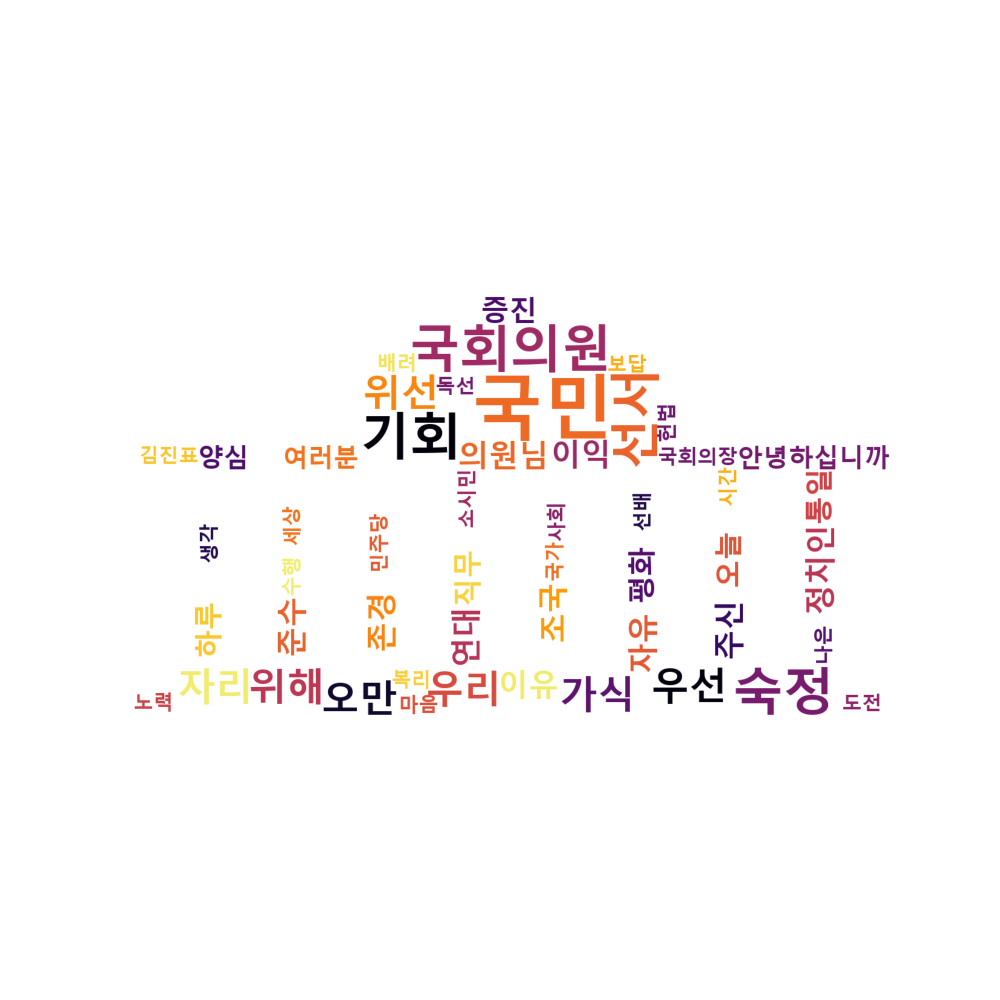 증진
국회의원
배려
보답
위선
독선
국민
선서
기회
헌법
김진표
양심
여러분
의원님
이익
국회의장
안녕하십니까
생각
세상
민주당
소시민
사회
선배
시간
통일
하루
수행
준수
존경
직무
연대
국가
조국
평화
자유
오늘
주신
정치인
나은
노력
자리
위해
오만
복리
마음
우리
이유
가식
우선
숙정
도전